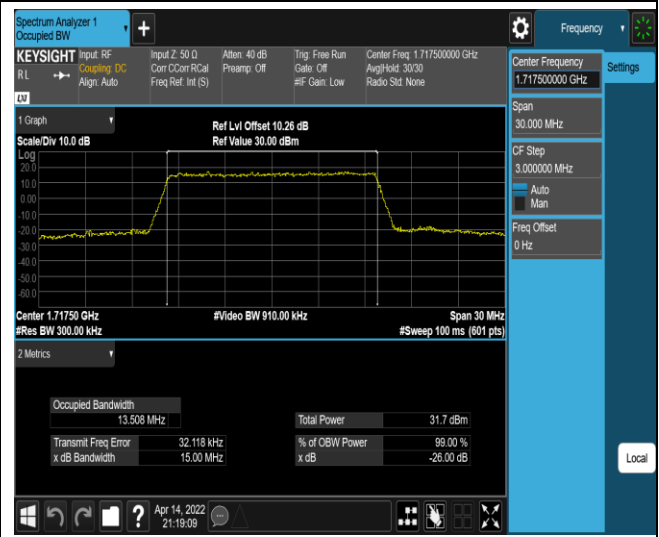 Spectrum Analyzer 1
Occupied BW
Frequency
KEYSIGHT
RL
LXI
Input: RF
Coupling: DC
Align: Auto
Input Z: 50 Ω
Corr CCorr RCal
Freq Ref: Int (S)
Atten: 40 dB
Preamp: Off
Trig: Free Run
Gate: Off
#IF Gain: Low
Center Freq: 1.717500000 GHz
Avg|Hold: 30/30
Radio Std: None
Center Frequency
1.717500000 GHz
Settings
Span
30.000 MHz
CF Step
3.000000 MHz
Auto
Man
Freq Offset
0 Hz
Local
1 Graph
Scale/Div 10.0 dB
Ref Lvl Offset 10.26 dB
Ref Value 30.00 dBm
Log
20.0
10.0
0.00
-10.0
-20.0
-30.0
-40.0
-50.0
-60.0
Center 1.71750 GHz
#Video BW 910.00 kHz
Span 30 MHz
#Res BW 300.00 kHz
#Sweep 100 ms (601 pts)
2 Metrics
Occupied Bandwidth
13.508 MHz
Total Power 31.7 dBm
Transmit Freq Error 32.118 kHz
% of OBW Power 99.00 %
x dB Bandwidth 15.00 MHz
x dB -26.00 dB
?
Apr 14, 2022
21:19:09